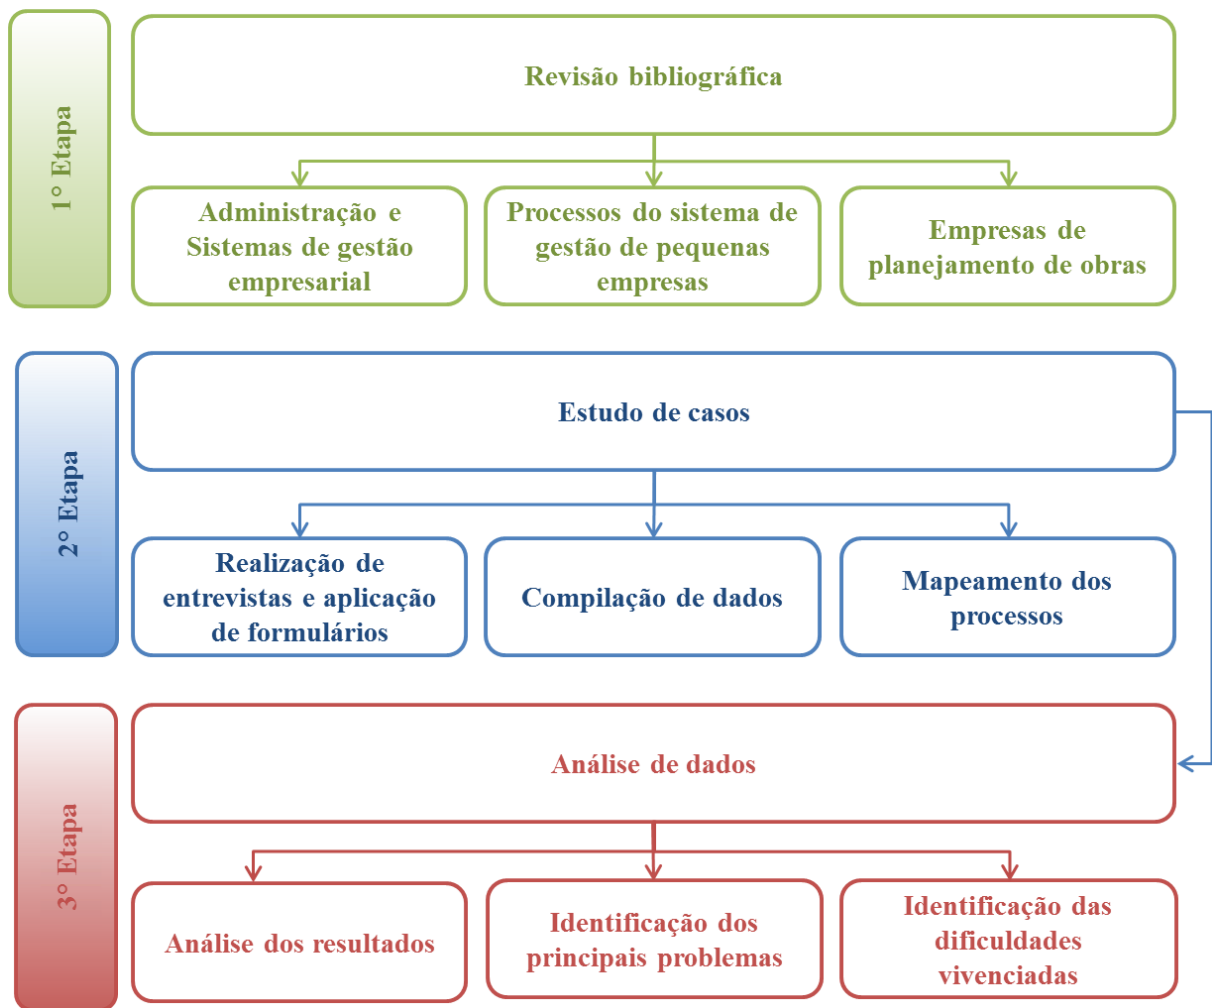 1° Etapa
Revisão bibliográfica
Administração e
Sistemas de gestão
empresarial
Processos do sistema de
gestão de pequenas
empresas
Empresas de
planejamento de obras
2° Etapa
Estudo de casos
Realização de
entrevistas e aplicação
de formulários
Compilação de dados
Mapeamento dos
processos
3° Etapa
Análise de dados
Análise dos resultados
Identificação dos
principais problemas
Identificação das
dificuldades
vivenciadas